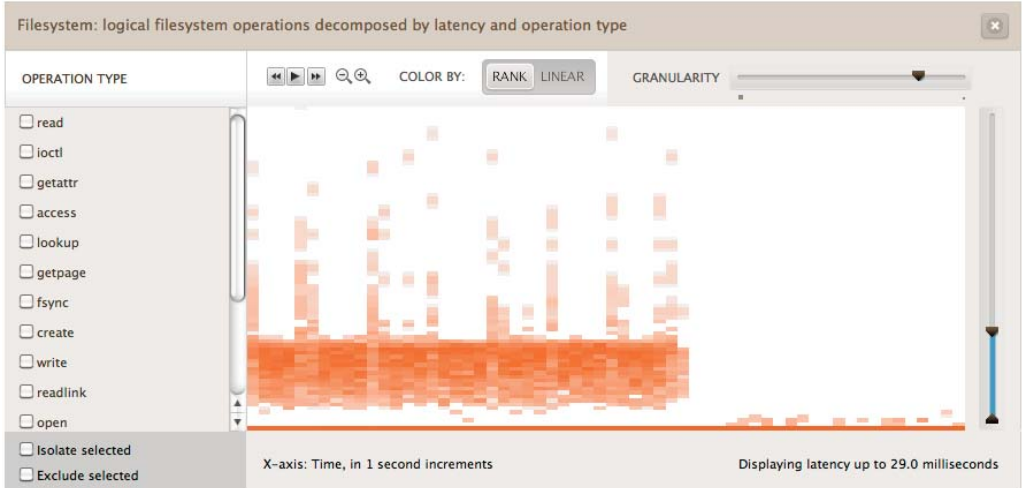 Filesystem: logical filesystem operations decomposed by latency and operation type
OPERATION TYPE
COLOR BY:
RANK
LINEAR
GRANULARITY
read
ioctl
getattr
access
lookup
getpage
fsync
create
write
readlink
open
Isolate selected
Exclude selected
X-axis: Time, in 1 second increments
Displaying latency up to 29.0 milliseconds